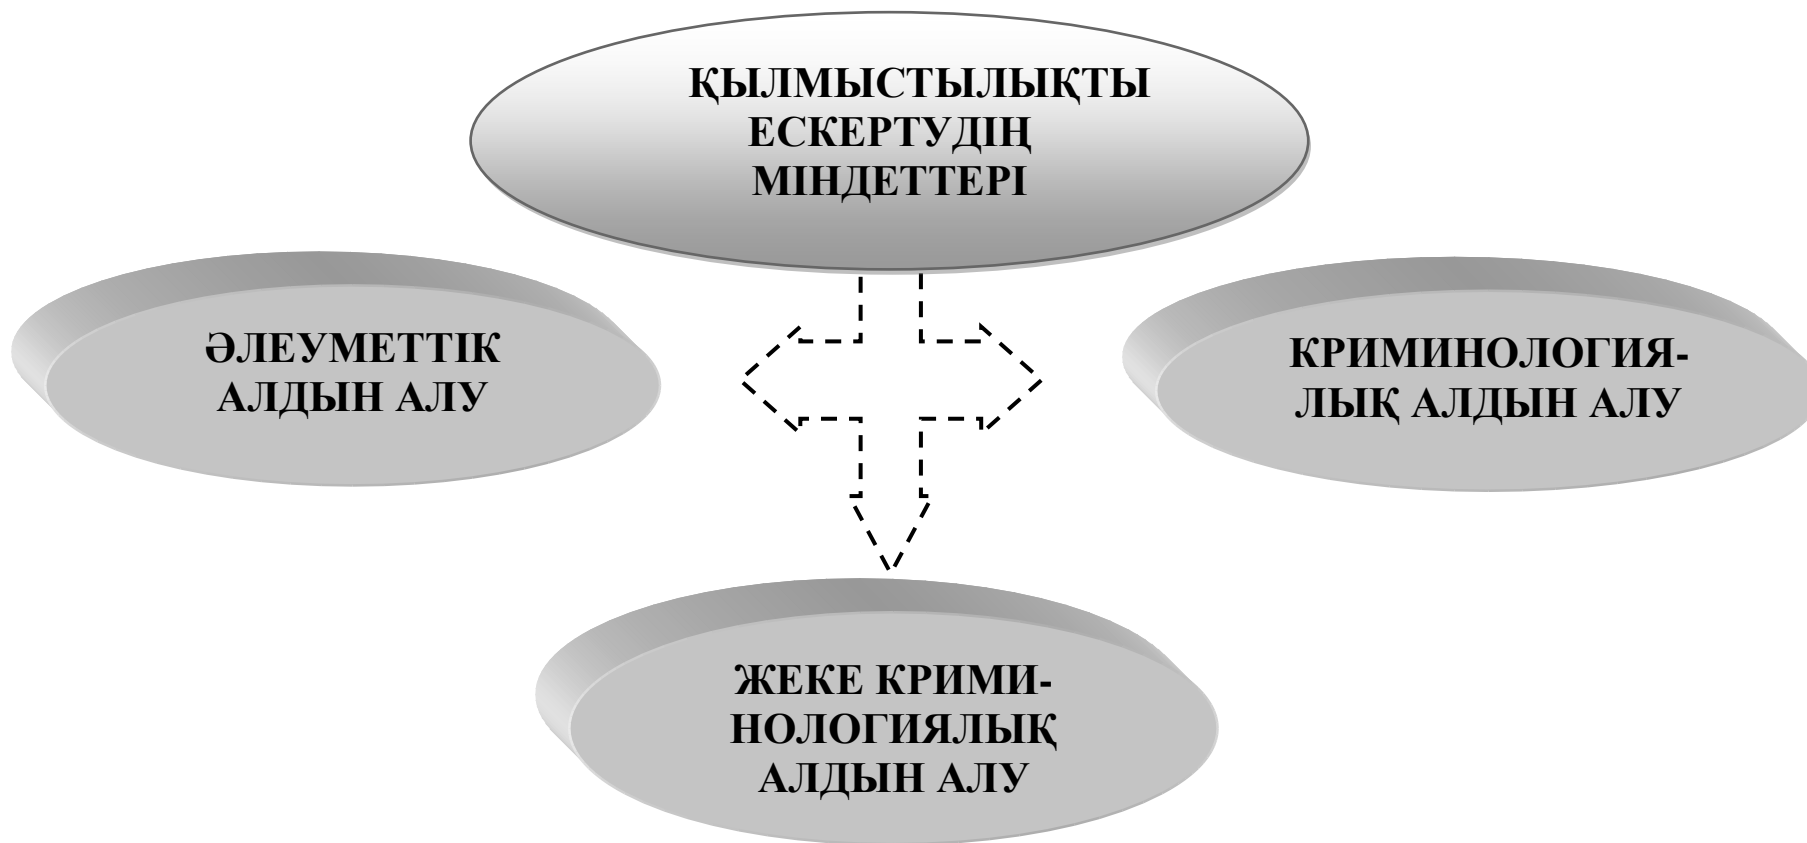 ҚЫЛМЫСТЫЛЫҚТЫ
ЕСКЕРТУДІҢ
МІНДЕТТЕРІ
ӘЛЕУМЕТТІК
АЛДЫН АЛУ
КРИМИНОЛОГИЯ-
ЛЫҚ АЛДЫН АЛУ
ЖЕКЕ КРИМИ-
НОЛОГИЯЛЫҚ
АЛДЫН АЛУ